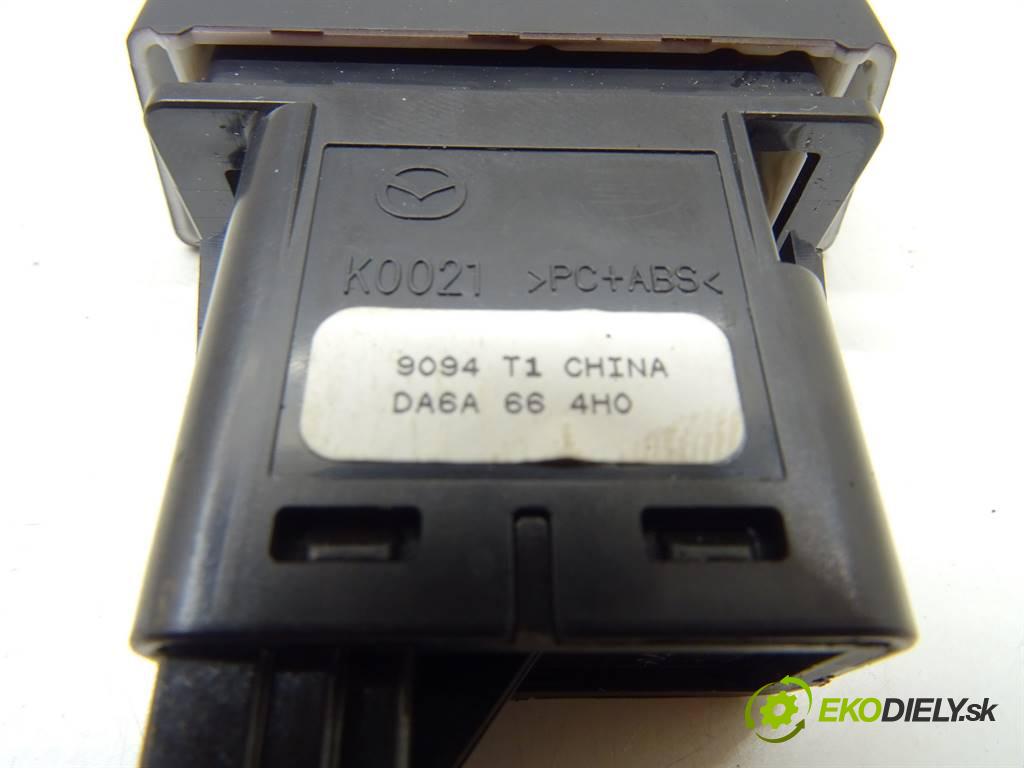 K0021 >PC+ABS<
9094 T1 CHINA
DA6A 66 4H0
EKODIELY.sk